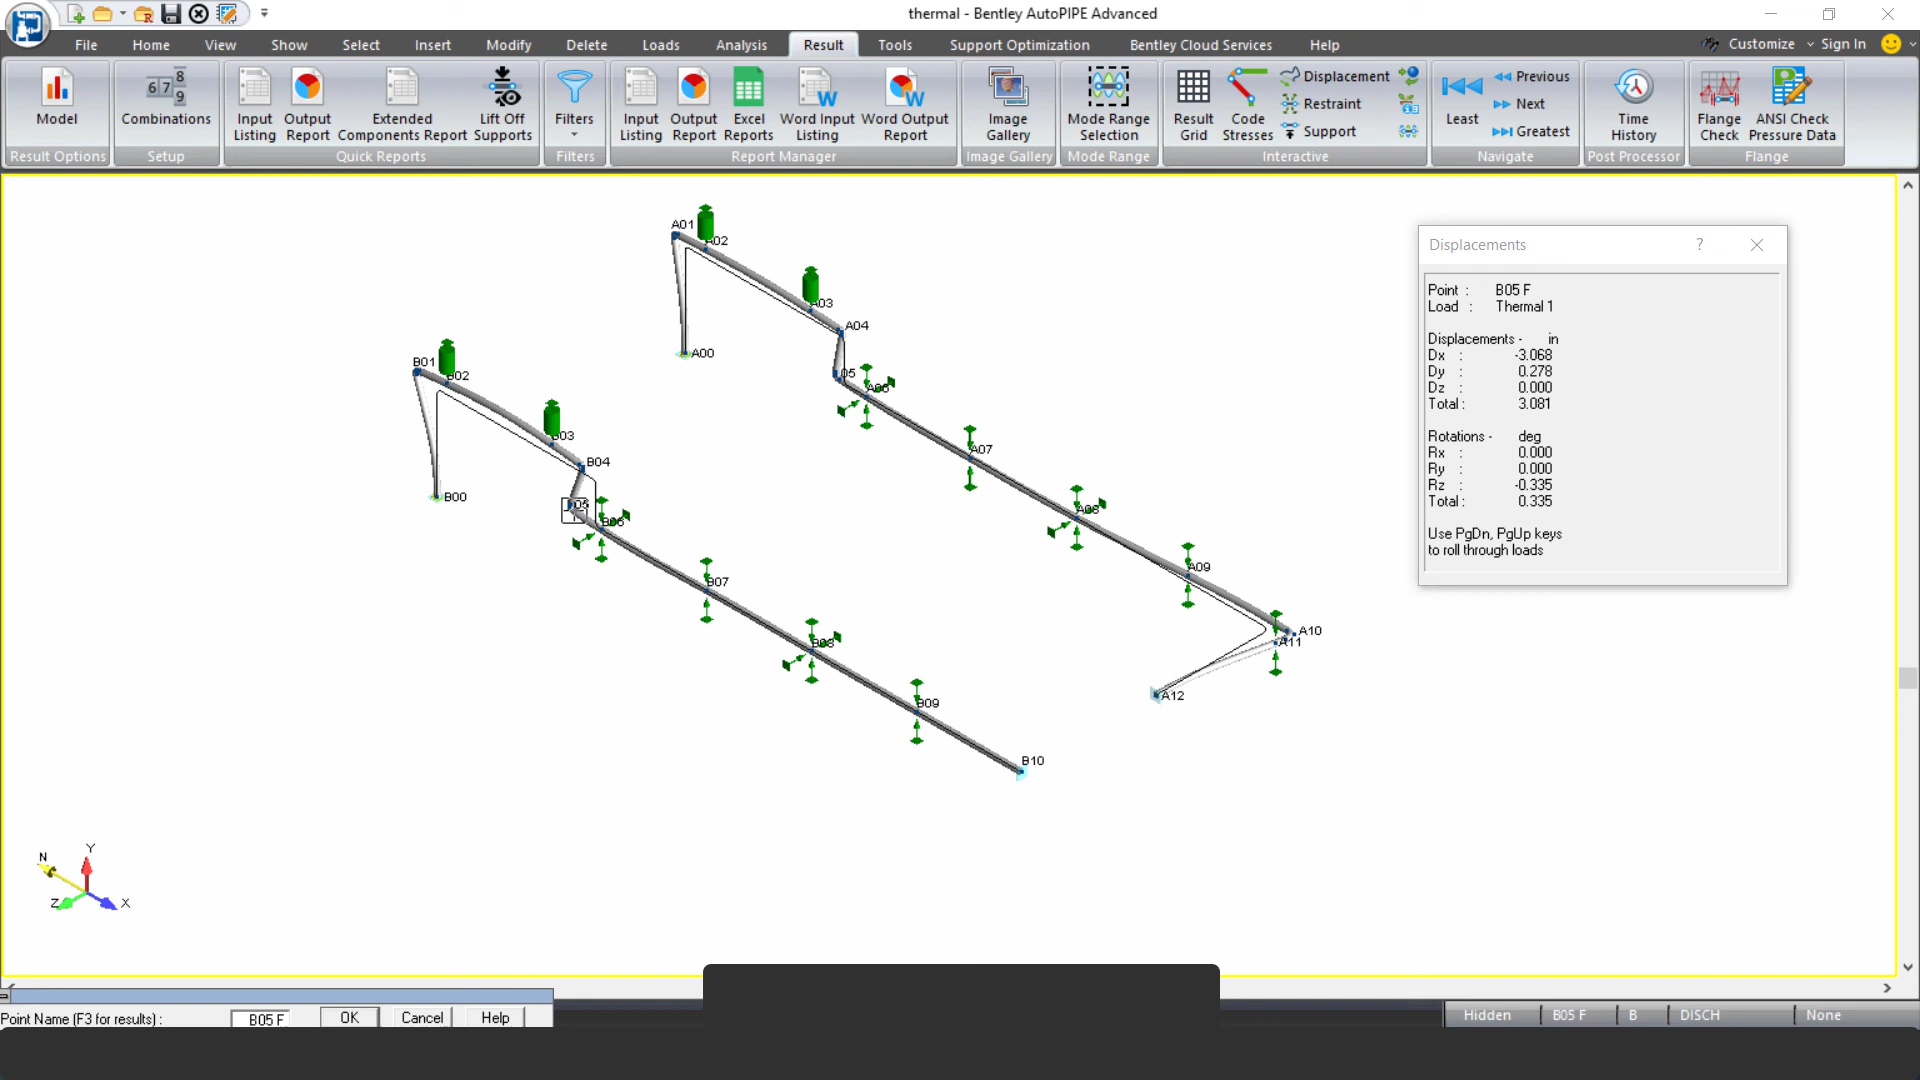 thermal - Bentley AutoPIPE Advanced
File Home View Show Select Insert Modify Delete Loads Analysis Result Tools Support Optimization Bentley Cloud Services Help Customize Sign In
Model Combinations Input Listing Output Report Extended Components Report Lift Off Supports Filters Input Listing Output Report Excel Reports Word Input Listing Word Output Report Image Gallery Mode Range Selection Result Grid Code Stresses Displacement Restraint Support Least Previous Next Greatest Time History Flange Check ANSI Check Pressure Data
Result Options Setup Quick Reports Filters Report Manager Image Gallery Mode Range Interactive Navigate Post Processor Flange
A01
A02
A03
A04
A00
05
A06
A07
A08
A09
A10
A11
A12
B01
B02
B03
B04
B00
B05
B06
B07
B08
B09
B10
Displacements ?
Point : B05 F
Load : Thermal 1
Displacements - in
Dx : -3.068
Dy : 0.278
Dz : 0.000
Total : 3.081
Rotations - deg
Rx : 0.000
Ry : 0.000
Rz : -0.335
Total : 0.335
Use PgDn, PgUp keys
to roll through loads
N Y
Z X
Point Name (F3 for results) : B05 F OK Cancel Help
Hidden B05 F B DISCH None